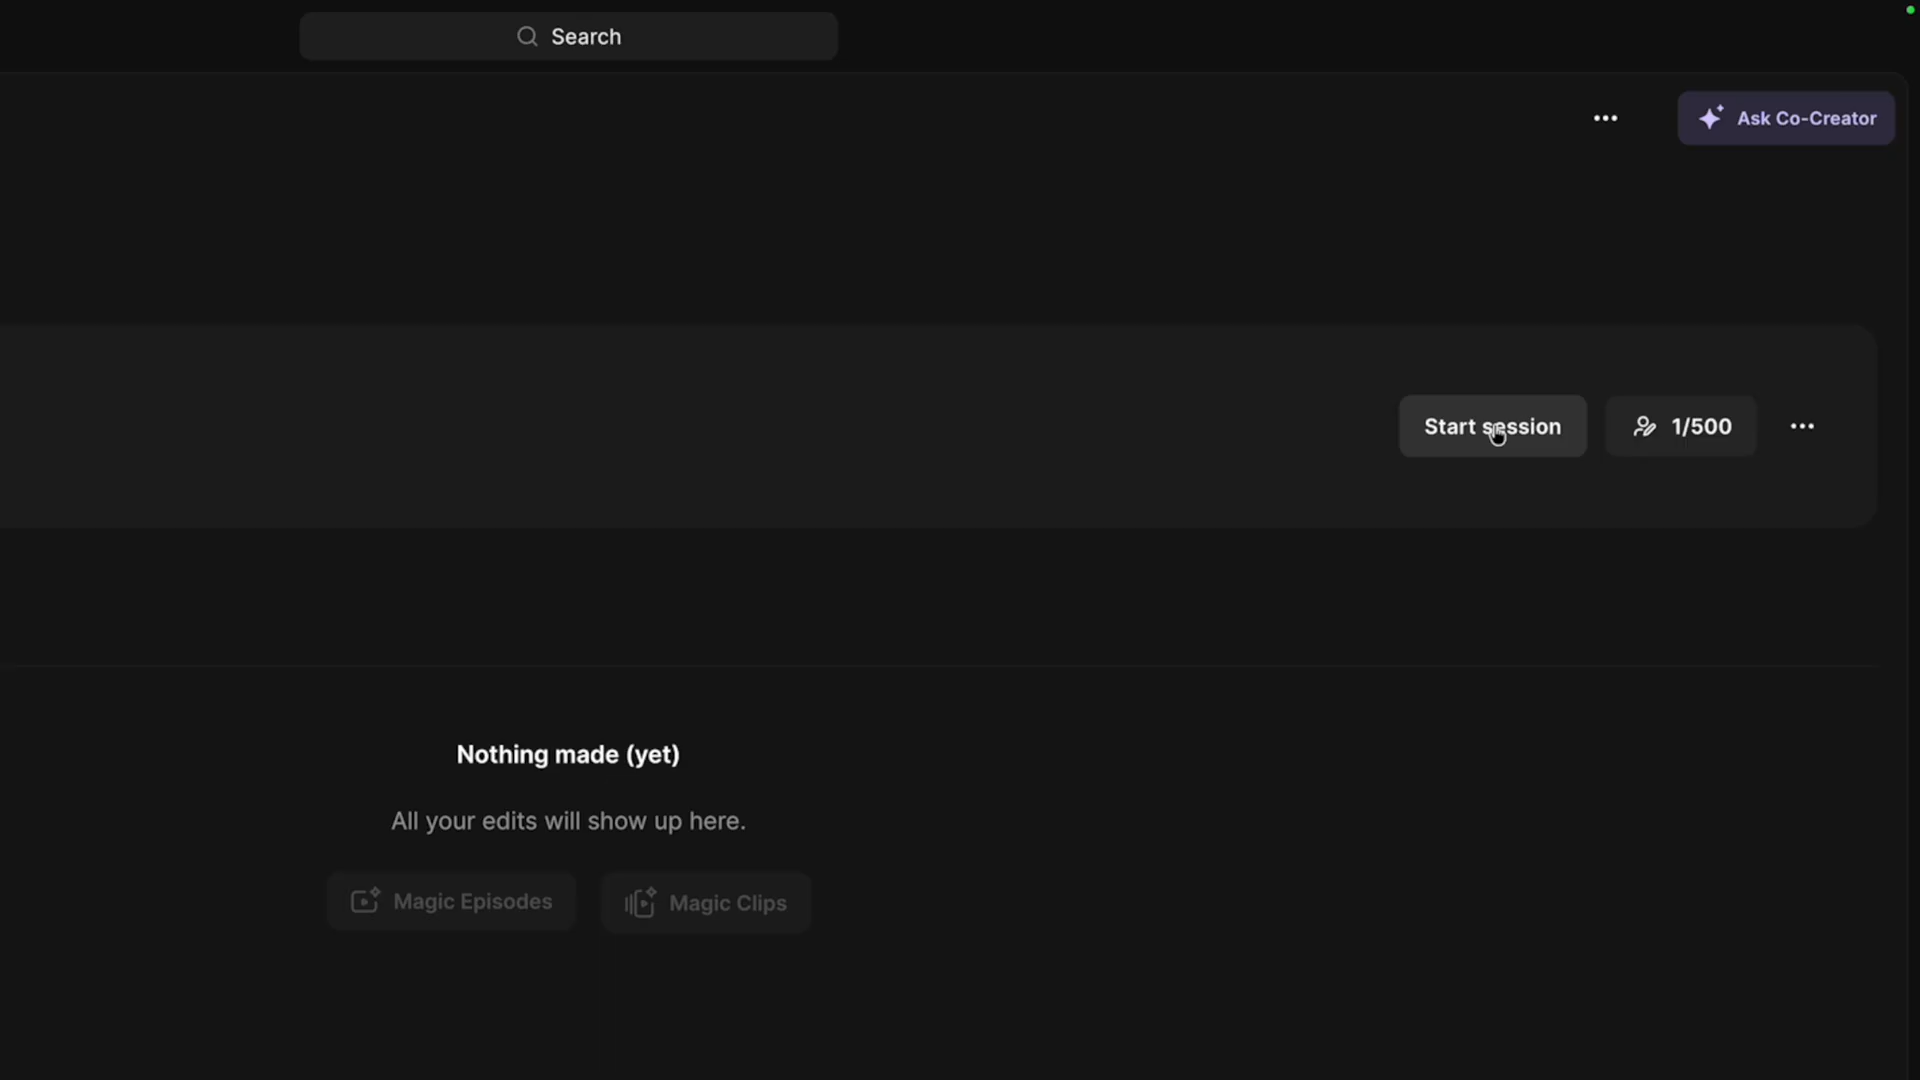 Search
Ask Co-Creator
Start session
1/500
Nothing made (yet)
All your edits will show up here.
Magic Episodes
Magic Clips